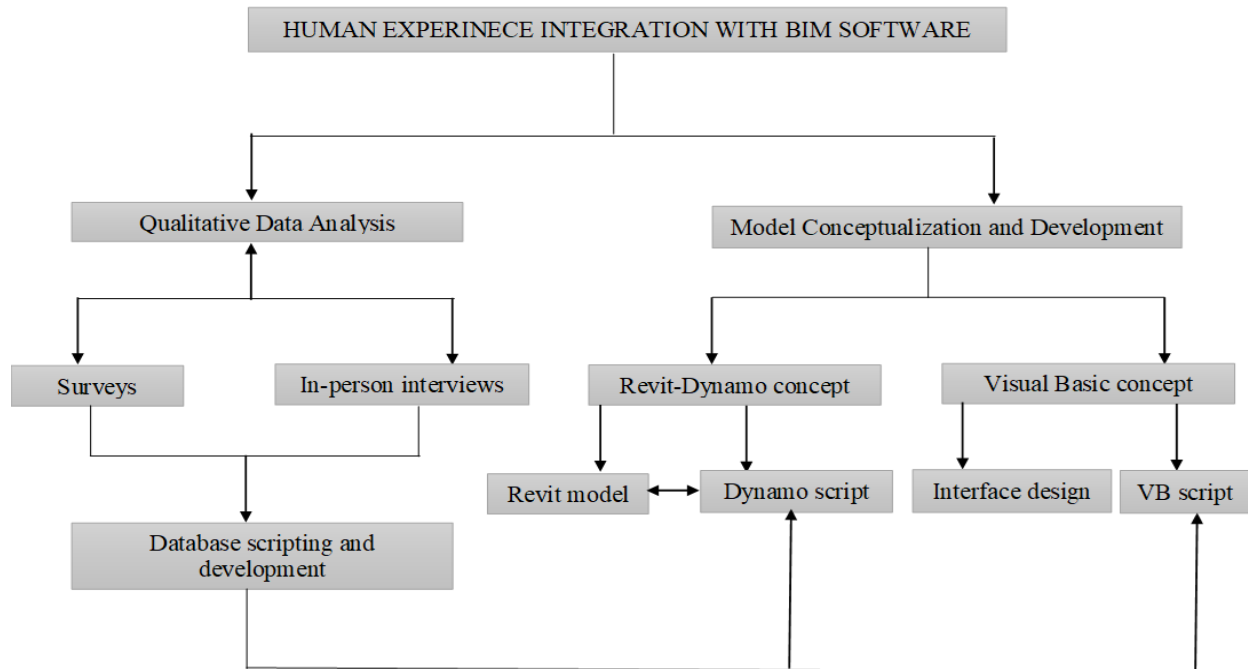 HUMAN EXPERINECE INTEGRATION WITH BIM SOFTWARE
Qualitative Data Analysis
Model Conceptualization and Development
Surveys
In-person interviews
Revit-Dynamo concept
Visual Basic concept
Revit model
Dynamo script
Interface design
VB script
Database scripting and
development